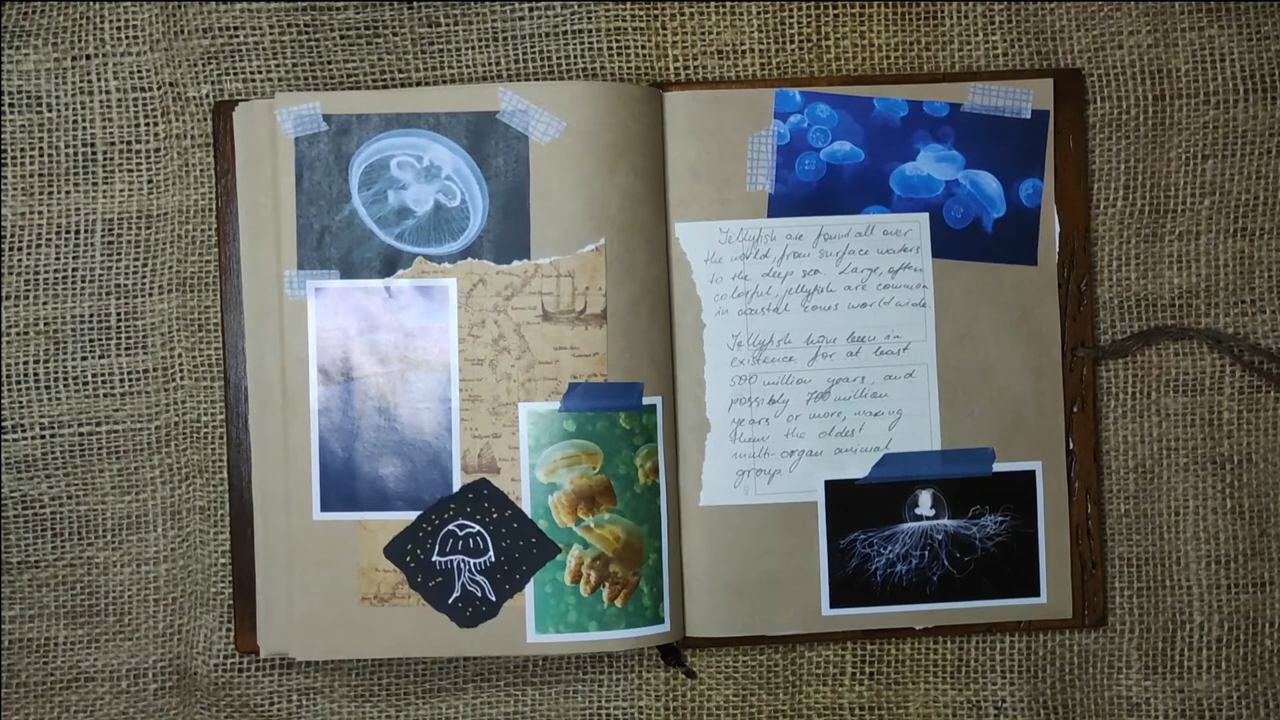 Jellyfish are found all over
the world, from surface waters
to the deep sea. Large, often
colorful, jellyfish are common
in coastal zones worldwide.
Jellyfish have been in
existence for at least
500 million years, and
possibly 700 million
years or more, making
them the oldest
multi-organ animal
group.